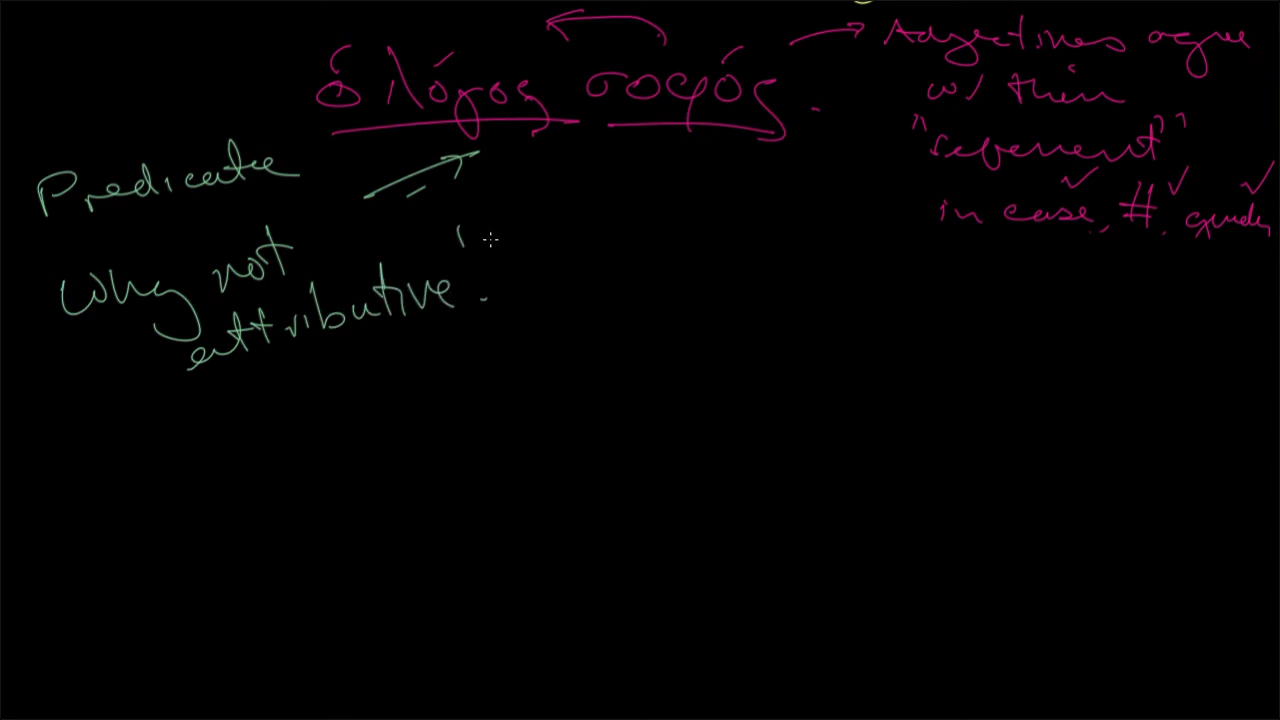 ὁ λόγος σοφός.
Adjectives agree
w/ their
"referent"
in case, #, gender
Predicate
Why not
attributive.